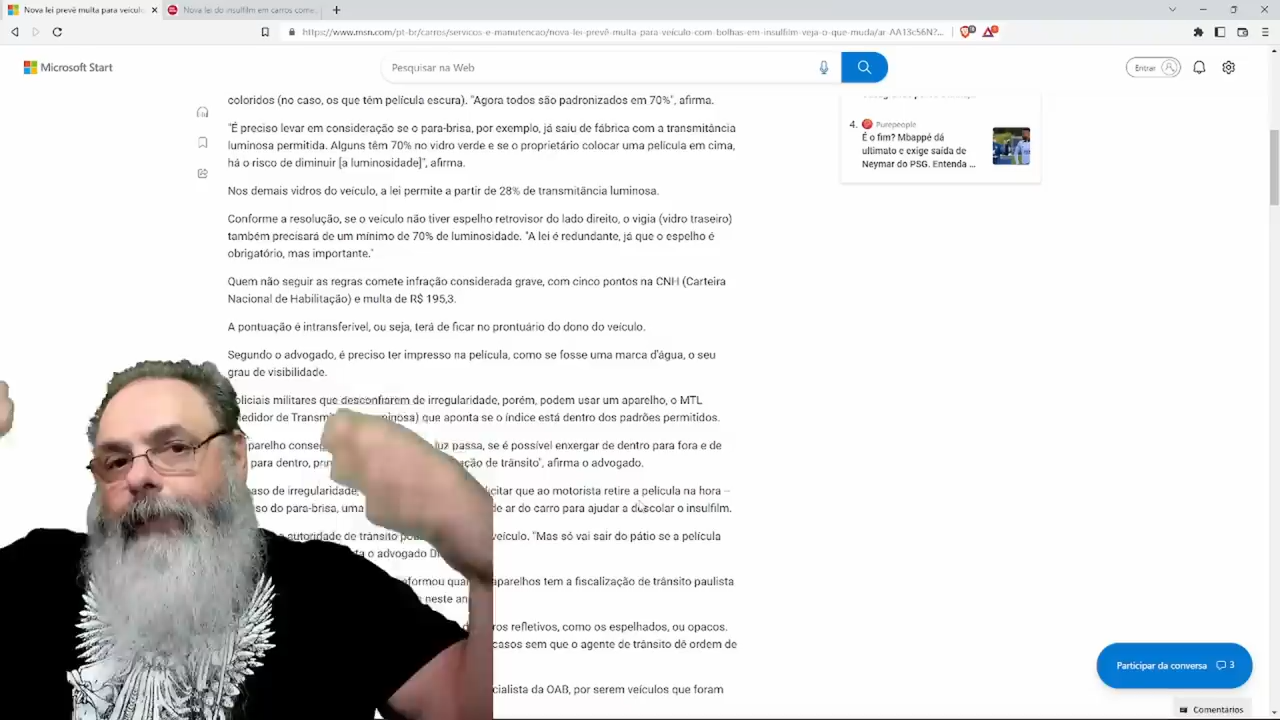 Nova lei prevê multa para veículo
Nova lei do insulfilm em carros come...
https://www.msn.com/pt-br/carros/servicos-e-manutencao/nova-lei-prevê-multa-para-veículo-com-bolhas-em-insulfilm-veja-o-que-muda/ar-AA13c56N?...
Microsoft Start
Pesquisar na Web
Entrar
coloridos (no caso, os que têm película escura). "Agora todos são padronizados em 70%", afirma.
"É preciso levar em consideração se o para-brisa, por exemplo, já saiu de fábrica com a transmitância
luminosa permitida. Alguns têm 70% no vidro verde e se o proprietário colocar uma película em cima,
há o risco de diminuir [a luminosidade]", afirma.
Nos demais vidros do veículo, a lei permite a partir de 28% de transmitância luminosa.
Conforme a resolução, se o veículo não tiver espelho retrovisor do lado direito, o vigia (vidro traseiro)
também precisará de um mínimo de 70% de luminosidade. "A lei é redundante, já que o espelho é
obrigatório, mas importante."
Quem não seguir as regras comete infração considerada grave, com cinco pontos na CNH (Carteira
Nacional de Habilitação) e multa de R$ 195,3.
A pontuação é intransferível, ou seja, terá de ficar no prontuário do dono do veículo.
Segundo o advogado, é preciso ter impresso na película, como se fosse uma marca d'água, o seu
grau de visibilidade.
oliciais militares que desconfiarem de irregularidade, porém, podem usar um aparelho, o MTL
edidor de Transmi inosa) que aponta se o índice está dentro dos padrões permitidos.
aparelho conseg luz passa, se é possível enxergar de dentro para fora e de
para dentro, pri ação de trânsito", afirma o advogado.
aso de irregularidade, licitar que ao motorista retire a película na hora –
so do para-brisa, uma de ar do carro para ajudar a descolar o insulfilm.
a autoridade de trânsito veículo. "Mas só vai sair do pátio se a película
ta o advogado
nformou qua aparelhos tem a fiscalização de trânsito paulista
neste an
ros refletivos, como os espelhados, ou opacos.
casos sem que o agente de trânsito dê ordem de
cialista da OAB, por serem veículos que foram
4. Purepeople
É o fim? Mbappé dá
ultimato e exige saída de
Neymar do PSG. Entenda ...
Participar da conversa 3
Comentários